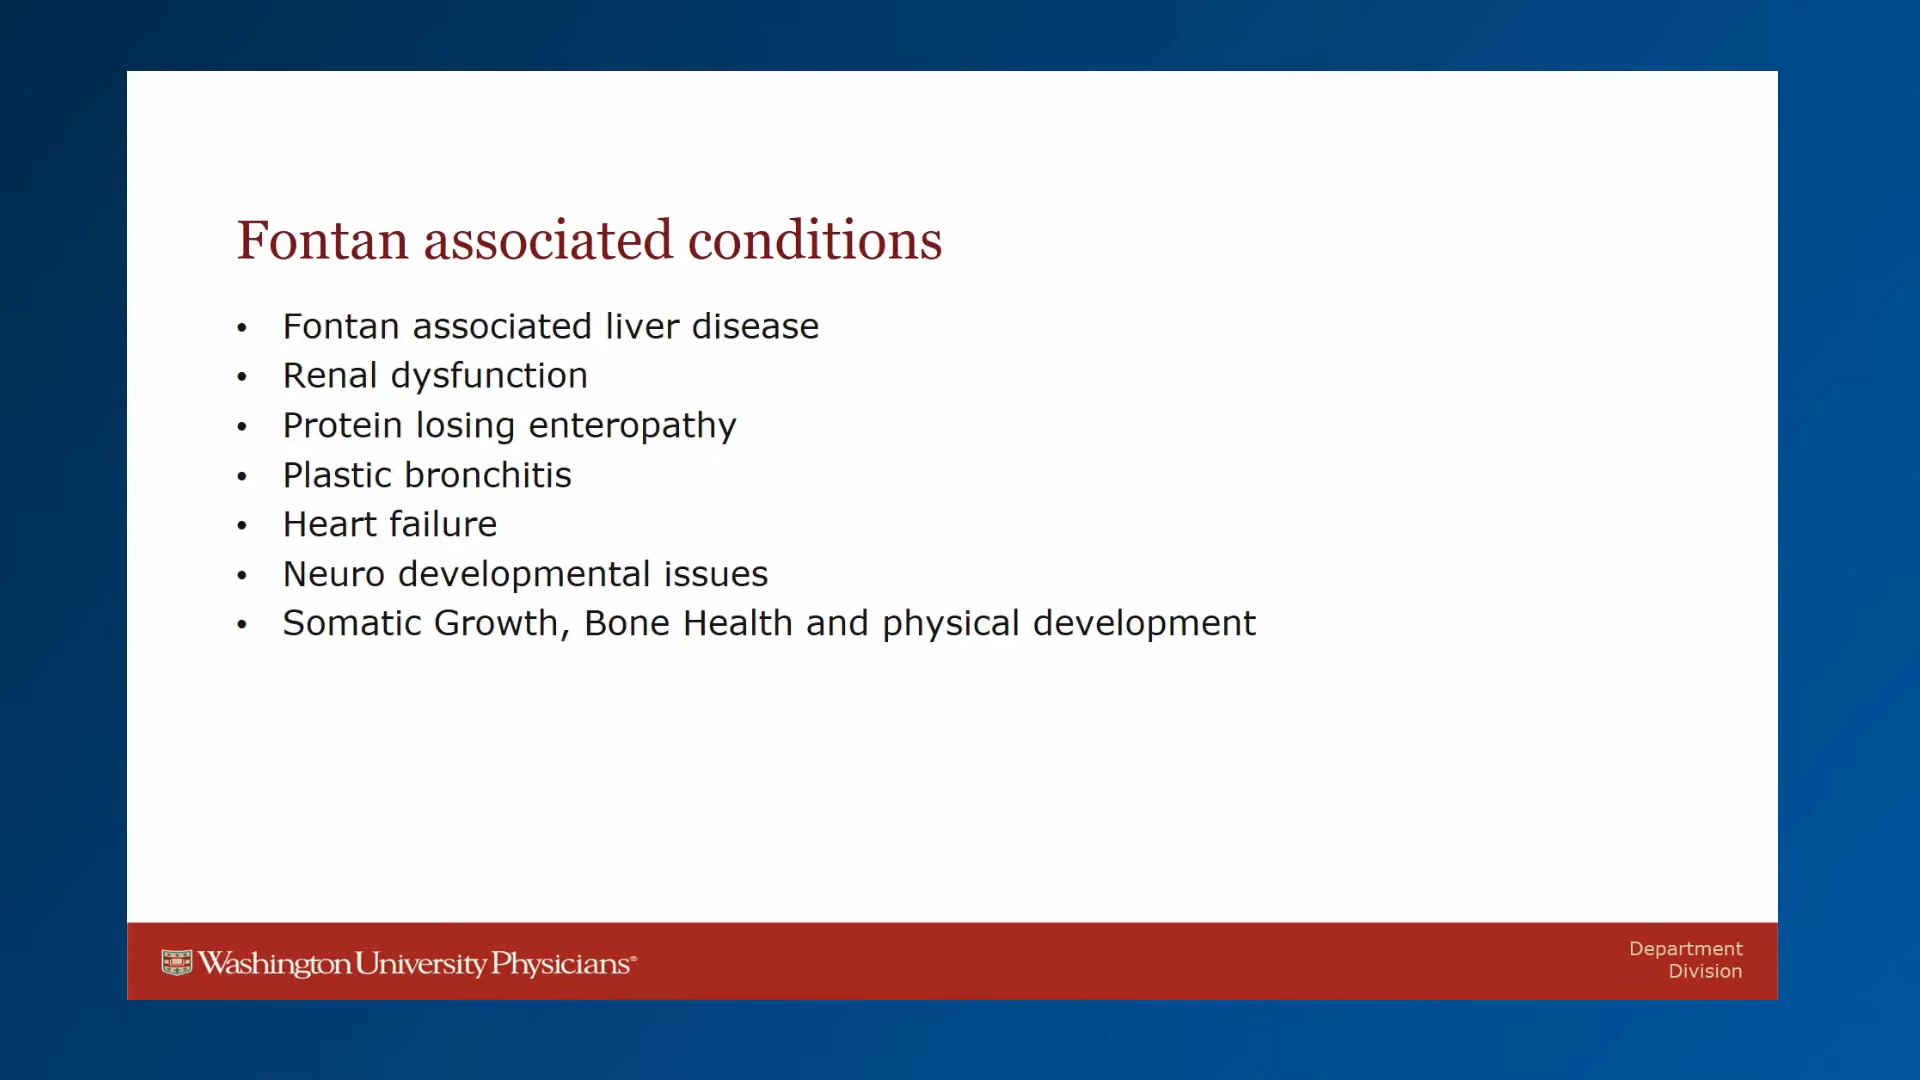 Fontan associated conditions
• Fontan associated liver disease
• Renal dysfunction
• Protein losing enteropathy
• Plastic bronchitis
• Heart failure
• Neuro developmental issues
• Somatic Growth, Bone Health and physical development
Washington University Physicians®
Department
Division